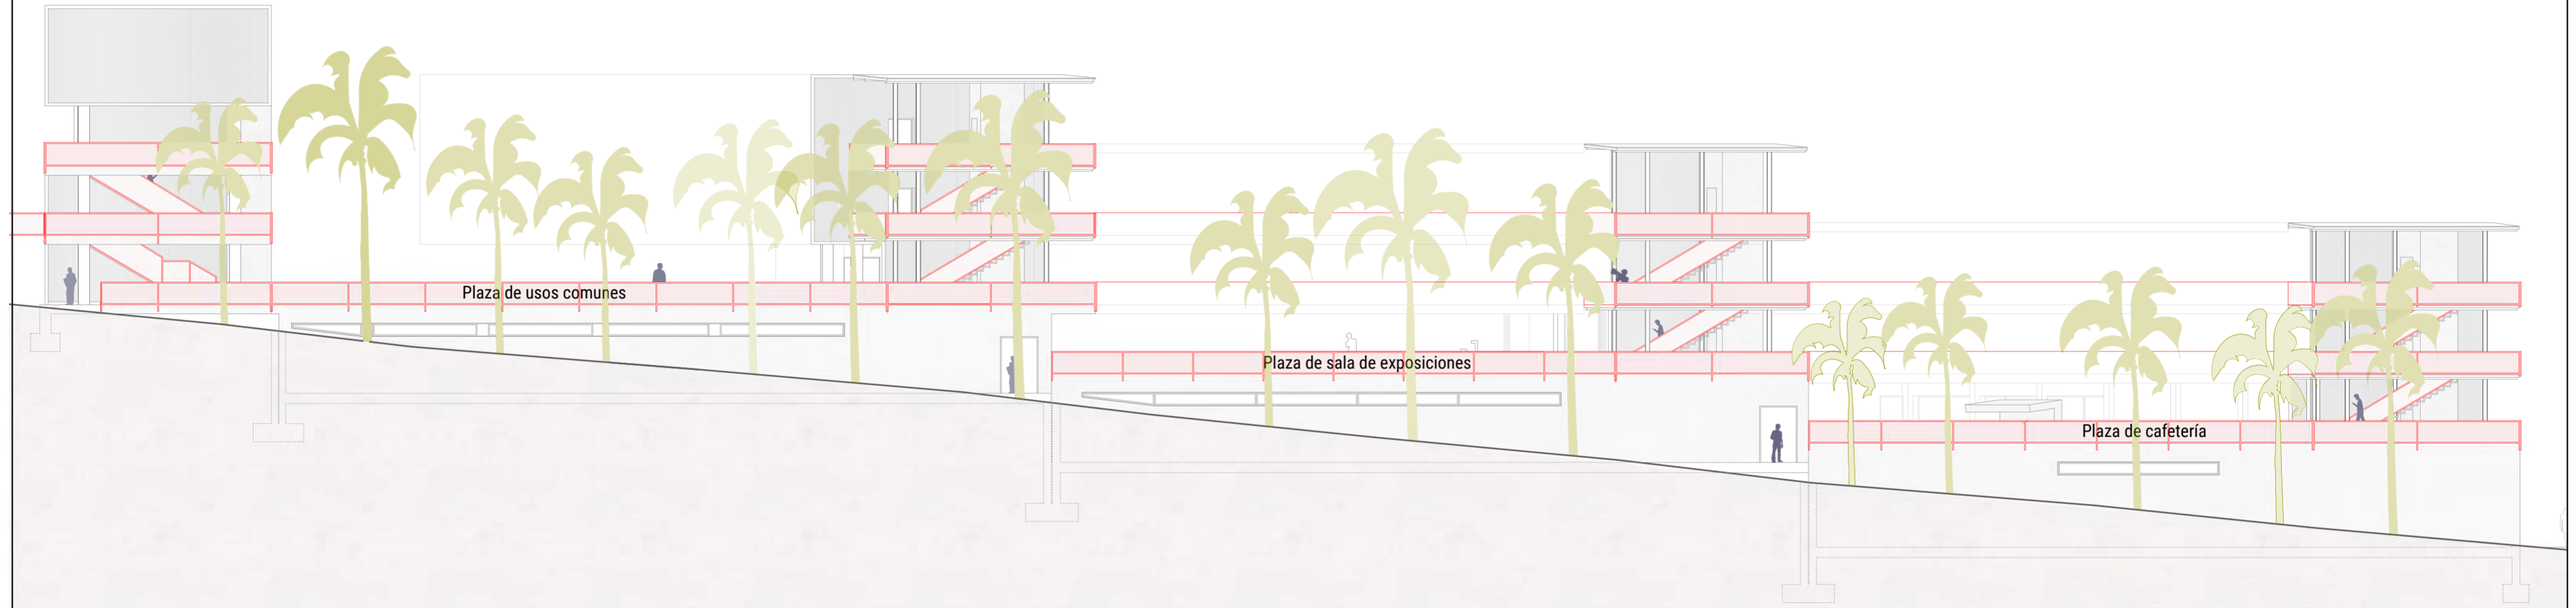 Plaza de usos comunes
Plaza de sala de exposiciones
Plaza de cafetería